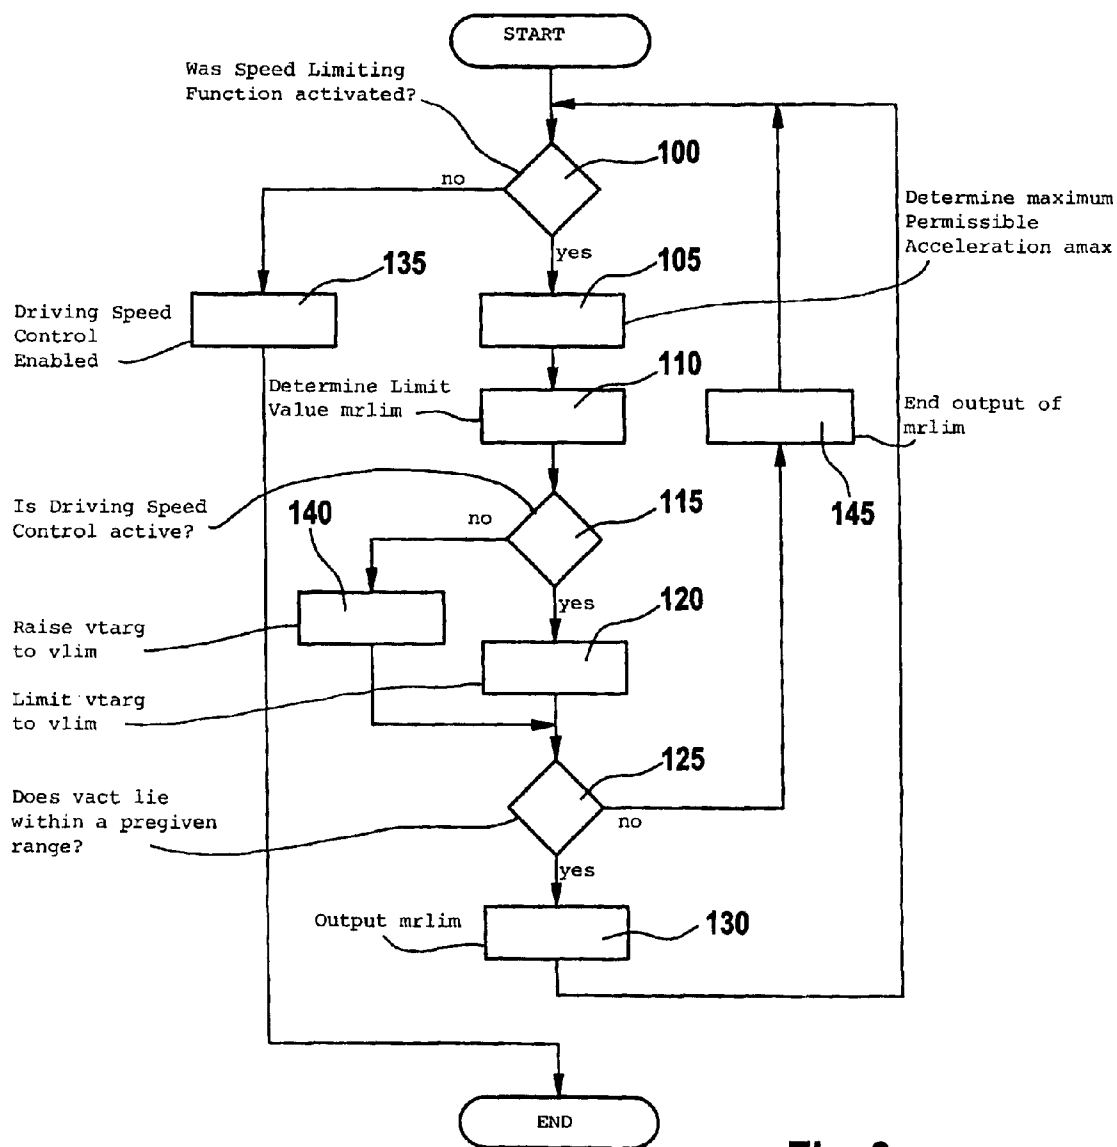 START
Was Speed Limiting
Function activated?
100
no
yes
Determine maximum
Permissible
Acceleration amax
135
105
Driving Speed
Control
Enabled
110
Determine Limit
Value mrlim
End output of
mrlim
145
Is Driving Speed
Control active?
140
no
115
yes
120
Raise vtarg
to vlim
Limit vtarg
to vlim
125
Does vact lie
within a pregiven
range?
no
yes
Output mrlim
130
END